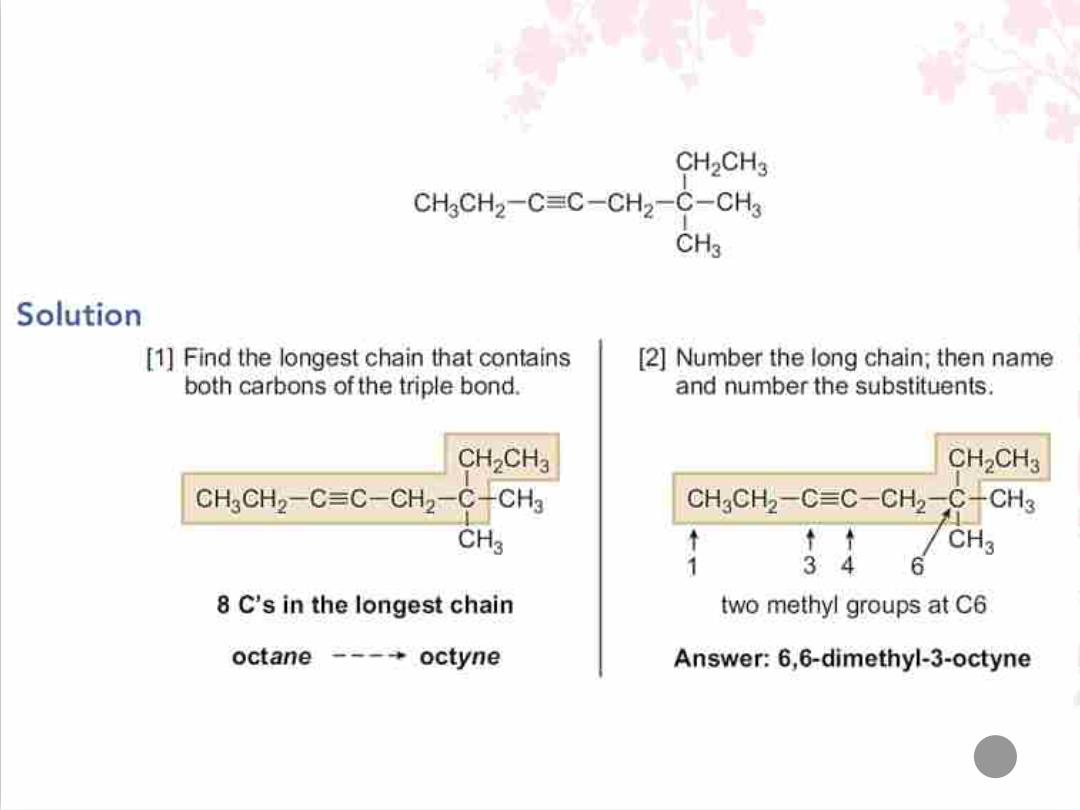 CH₂CH₃
CH₃CH₂–C≡C–CH₂–C–CH₃
CH₃
Solution
[1] Find the longest chain that contains
both carbons of the triple bond.
CH₂CH₃
CH₃CH₂–C≡C–CH₂–C–CH₃
CH₃
8 C's in the longest chain
octane ----→ octyne
[2] Number the long chain; then name
and number the substituents.
CH₂CH₃
CH₃CH₂–C≡C–CH₂–C–CH₃
CH₃
1 3 4 6
two methyl groups at C6
Answer: 6,6-dimethyl-3-octyne